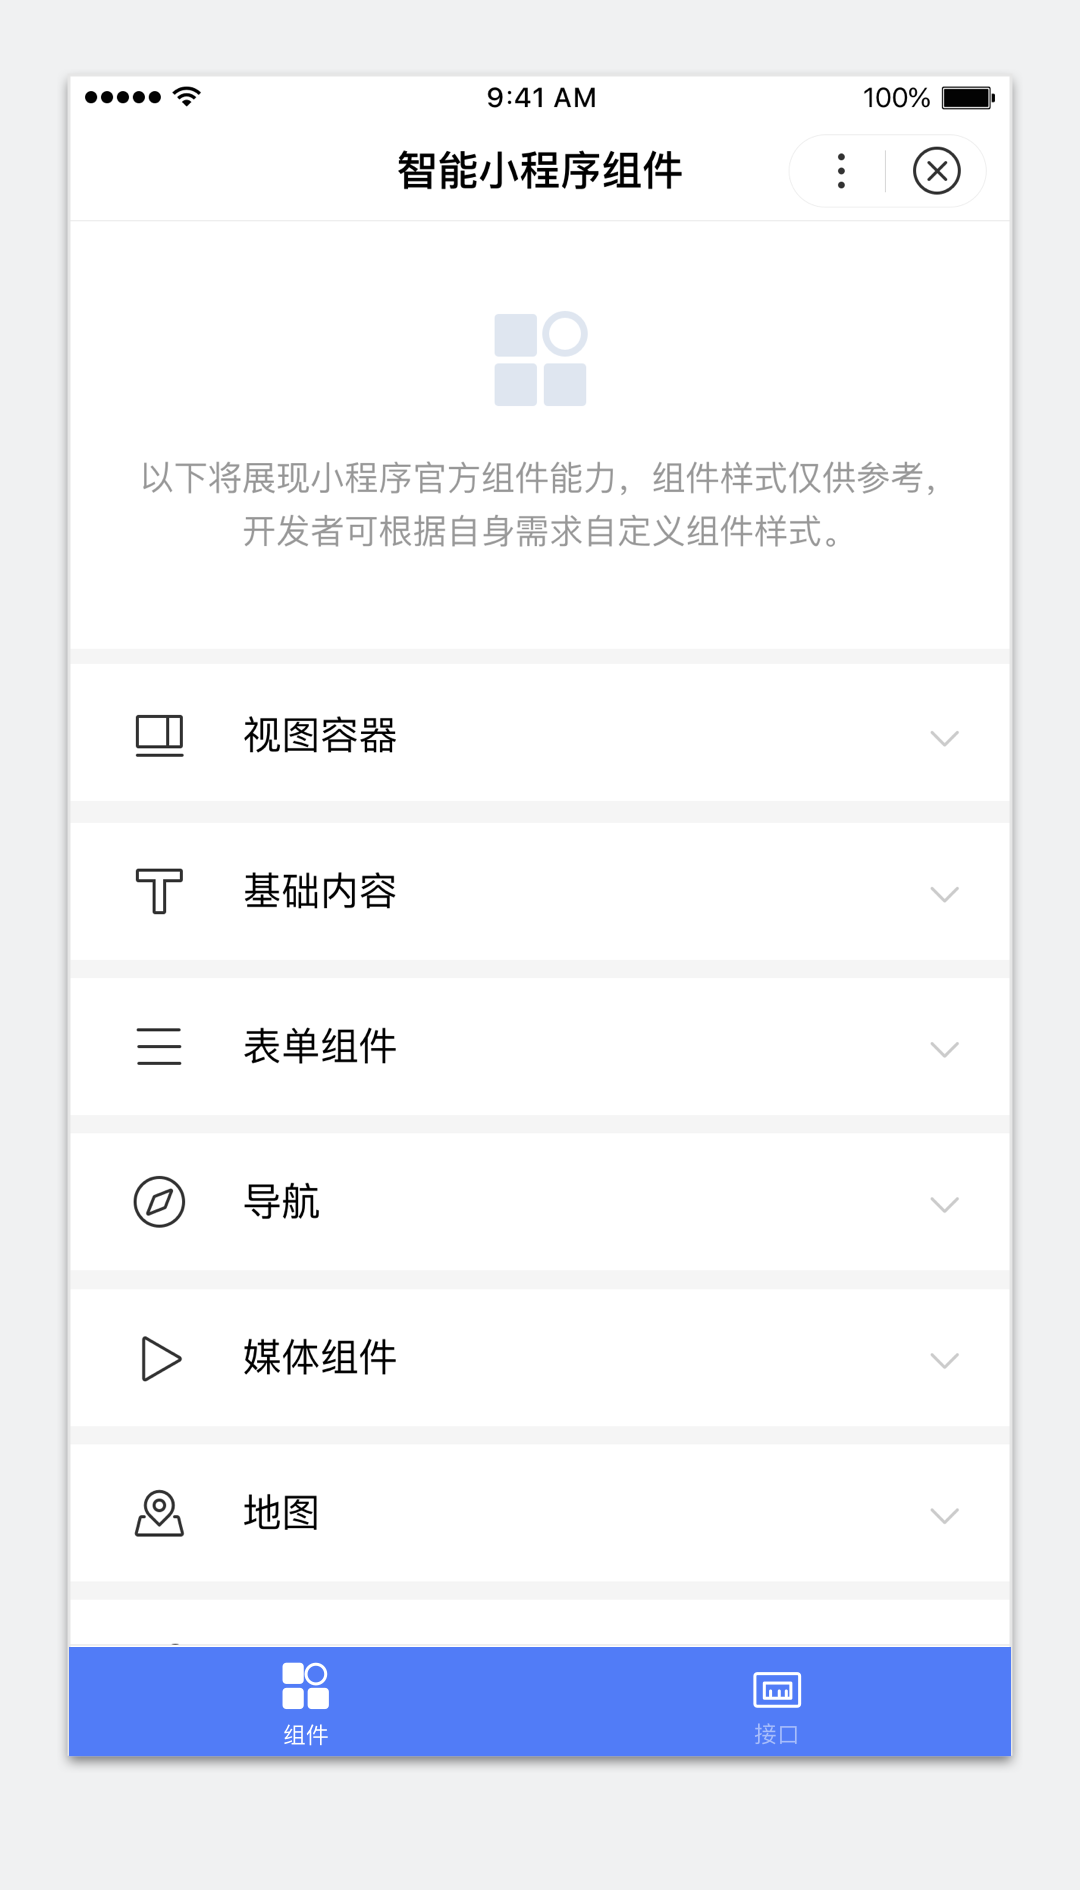 9:41 AM
100%
智能小程序组件
以下将展现小程序官方组件能力，组件样式仅供参考，
开发者可根据自身需求自定义组件样式。
视图容器
基础内容
表单组件
导航
媒体组件
地图
组件
接口